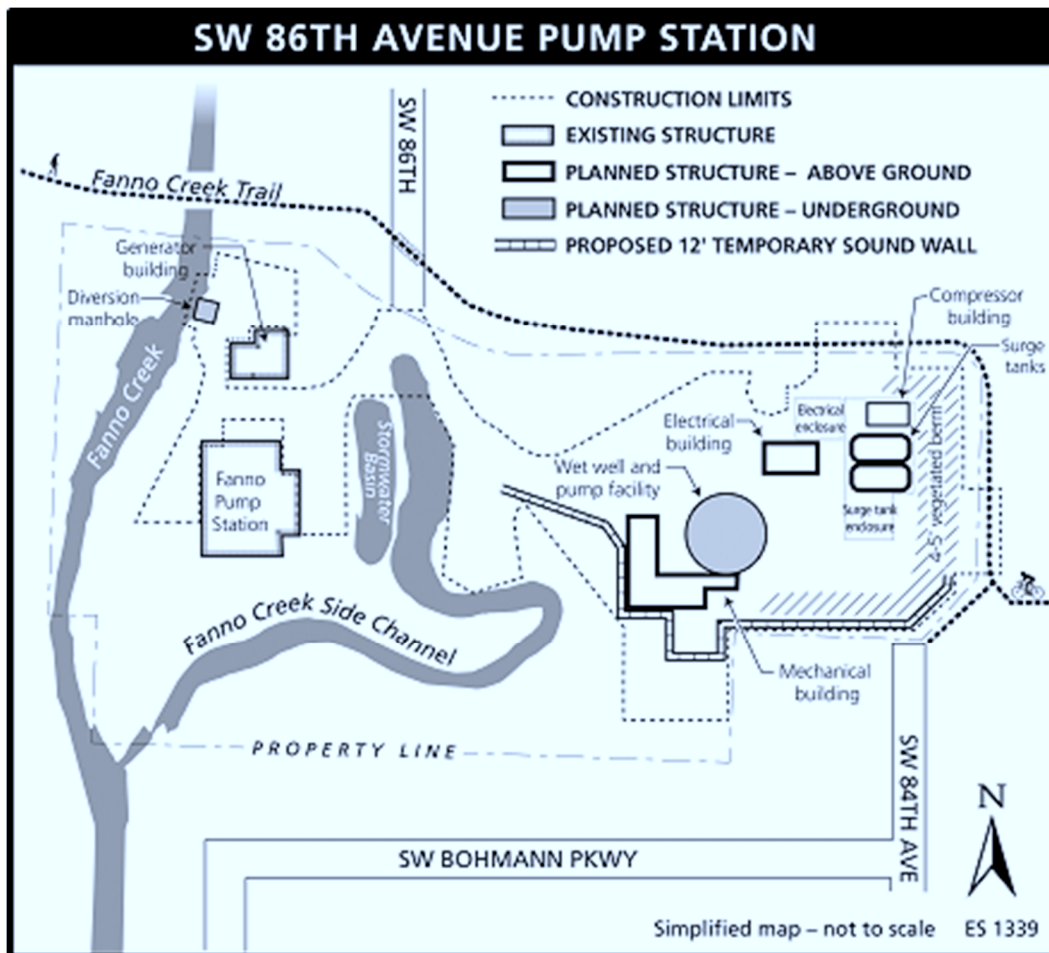 SW 86TH AVENUE PUMP STATION
CONSTRUCTION LIMITS
EXISTING STRUCTURE
PLANNED STRUCTURE – ABOVE GROUND
PLANNED STRUCTURE – UNDERGROUND
PROPOSED 12' TEMPORARY SOUND WALL
SW 86TH
Fanno Creek Trail
Generator
building
Diversion
manhole
Fanno Creek
Compressor
building
Surge
tanks
Electrical
enclosure
Electrical
building
Stormwater
Basin
Wet well and
pump facility
Fanno
Pump
Station
Surge tank
enclosure
4-5' vegetated berm
Fanno Creek Side Channel
Mechanical
building
PROPERTY LINE
SW 84TH AVE
SW BOHMANN PKWY
N
Simplified map – not to scale ES 1339